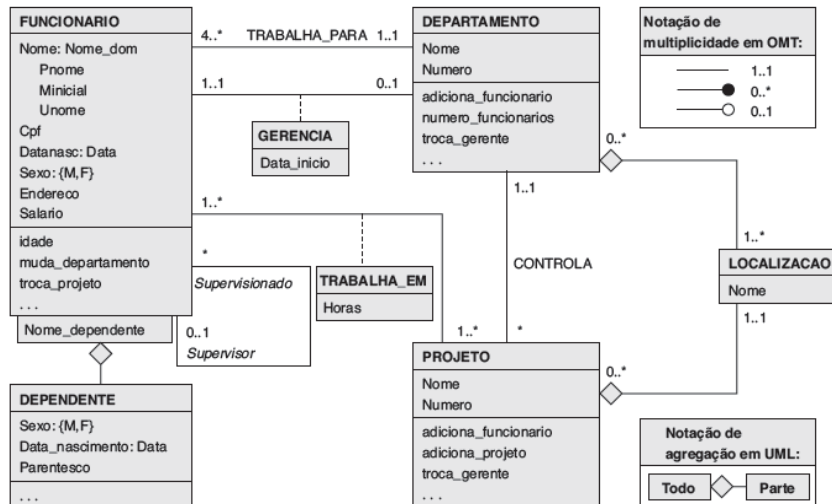 FUNCIONARIO
Nome: Nome_dom
Pnome
Minicial
Unome
Cpf
Datanasc: Data
Sexo: {M,F}
Endereco
Salario
idade
muda_departamento
troca_projeto
. . .
Nome_dependente
DEPENDENTE
Sexo: {M,F}
Data_nascimento: Data
Parentesco
. . .
4..* TRABALHA_PARA 1..1
1..1 0..1
GERENCIA
Data_inicio
1..*
*
Supervisionado
0..1
Supervisor
TRABALHA_EM
Horas
1..*
DEPARTAMENTO
Nome
Numero
adiciona_funcionario
numero_funcionarios
troca_gerente
. . .
0..*
1..1
CONTROLA
*
PROJETO
Nome
Numero
adiciona_funcionario
adiciona_projeto
troca_gerente
. . .
0..*
Notação de
multiplicidade em OMT:
1..1
0..*
0..1
1..*
LOCALIZACAO
Nome
1..1
Notação de
agregação em UML:
Todo Parte